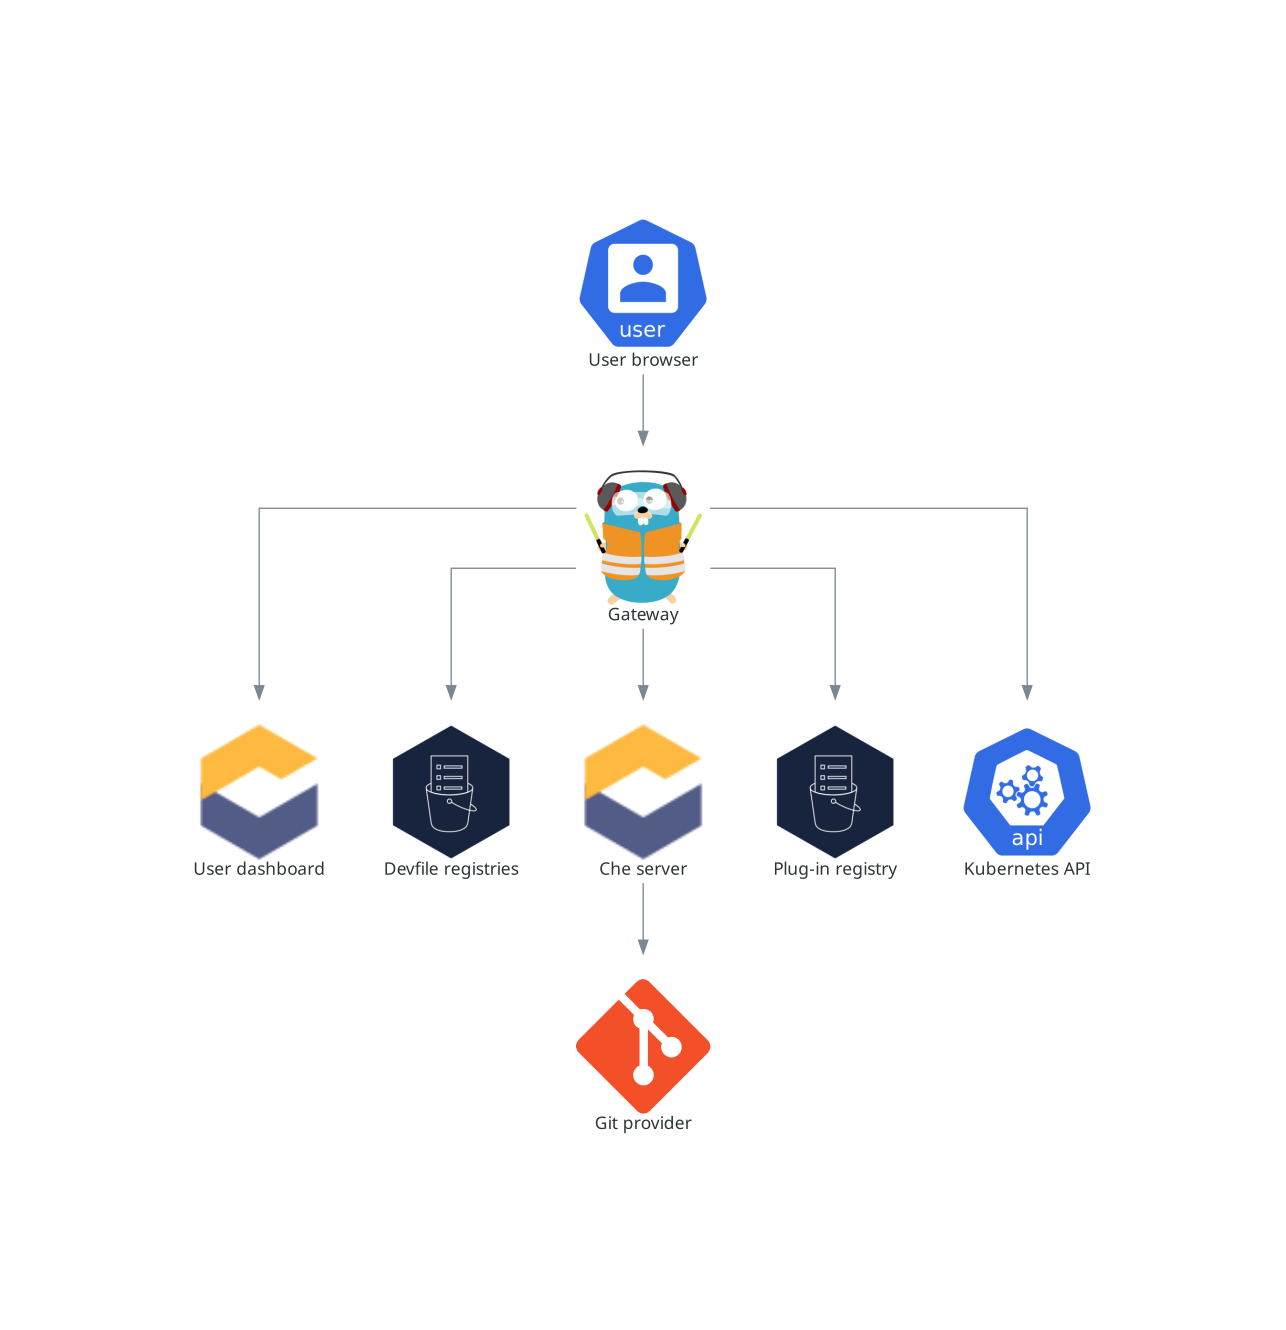 user
User browser
Gateway
User dashboard
Devfile registries
Che server
Plug-in registry
api
Kubernetes API
Git provider